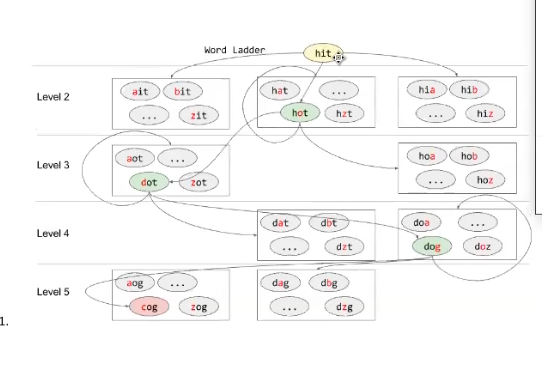 Word Ladder hit
Level 2
ait bit
... zit
hat ...
hot hzt
hia hib
... hiz
Level 3
aot ...
dot zot
hoa hob
... hoz
Level 4
dat dbt
... dzt
doa ...
dog doz
Level 5
aog ...
cog zog
dag dbg
... dzg
1.